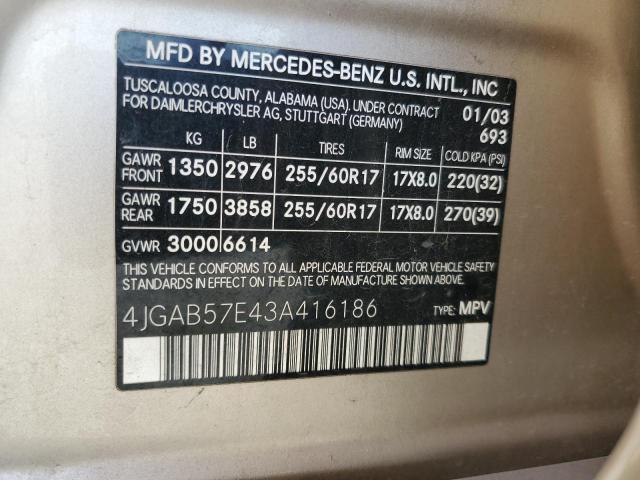 MFD BY MERCEDES-BENZ U.S. INTL., INC
TUSCALOOSA COUNTY, ALABAMA (USA). UNDER CONTRACT 01/03
FOR DAIMLERCHRYSLER AG, STUTTGART (GERMANY) 693
KG LB TIRES RIM SIZE COLD KPA (PSI)
GAWR FRONT 1350 2976 255/60R17 17X8.0 220(32)
GAWR REAR 1750 3858 255/60R17 17X8.0 270(39)
GVWR 3000 6614
THIS VEHICLE CONFORMS TO ALL APPLICABLE FEDERAL MOTOR VEHICLE SAFETY
STANDARDS IN EFFECT ON THE DATE OF MANUFACTURE SHOWN ABOVE.
4JGAB57E43A416186 TYPE: MPV